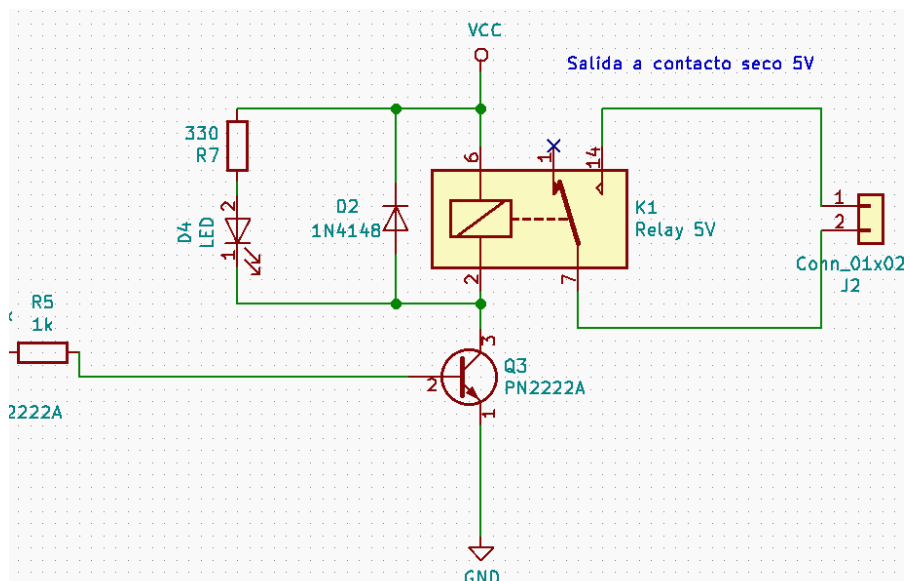 VCC
Salida a contacto seco 5V
330
R7
6
1
14
2
D4
LED
1
D2
1N4148
K1
Relay 5V
1
2
Conn_01x02
J2
2
7
R5
1k
3
Q3
PN2222A
2
1
2222A
GND